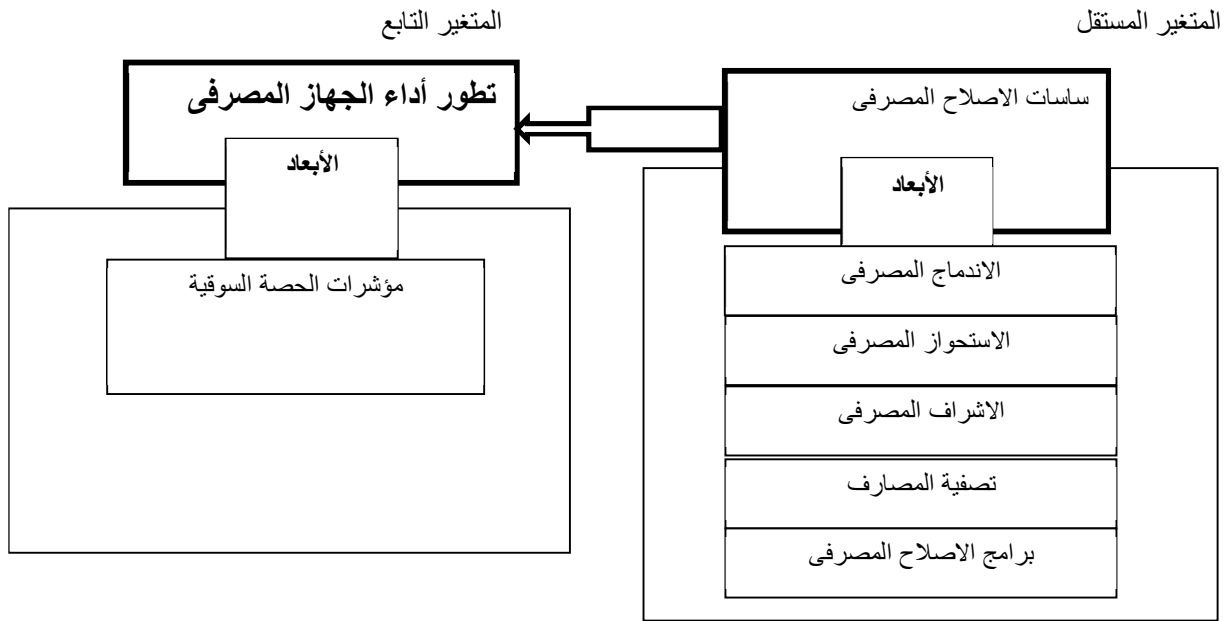 المتغير المستقل
المتغير التابع
ساسات الاصلاح المصرفى
تطور أداء الجهاز المصرفى
الأبعاد
الأبعاد
الاندماج المصرفى
الاستحواز المصرفى
الاشراف المصرفى
تصفية المصارف
برامج الاصلاح المصرفى
مؤشرات الحصة السوقية